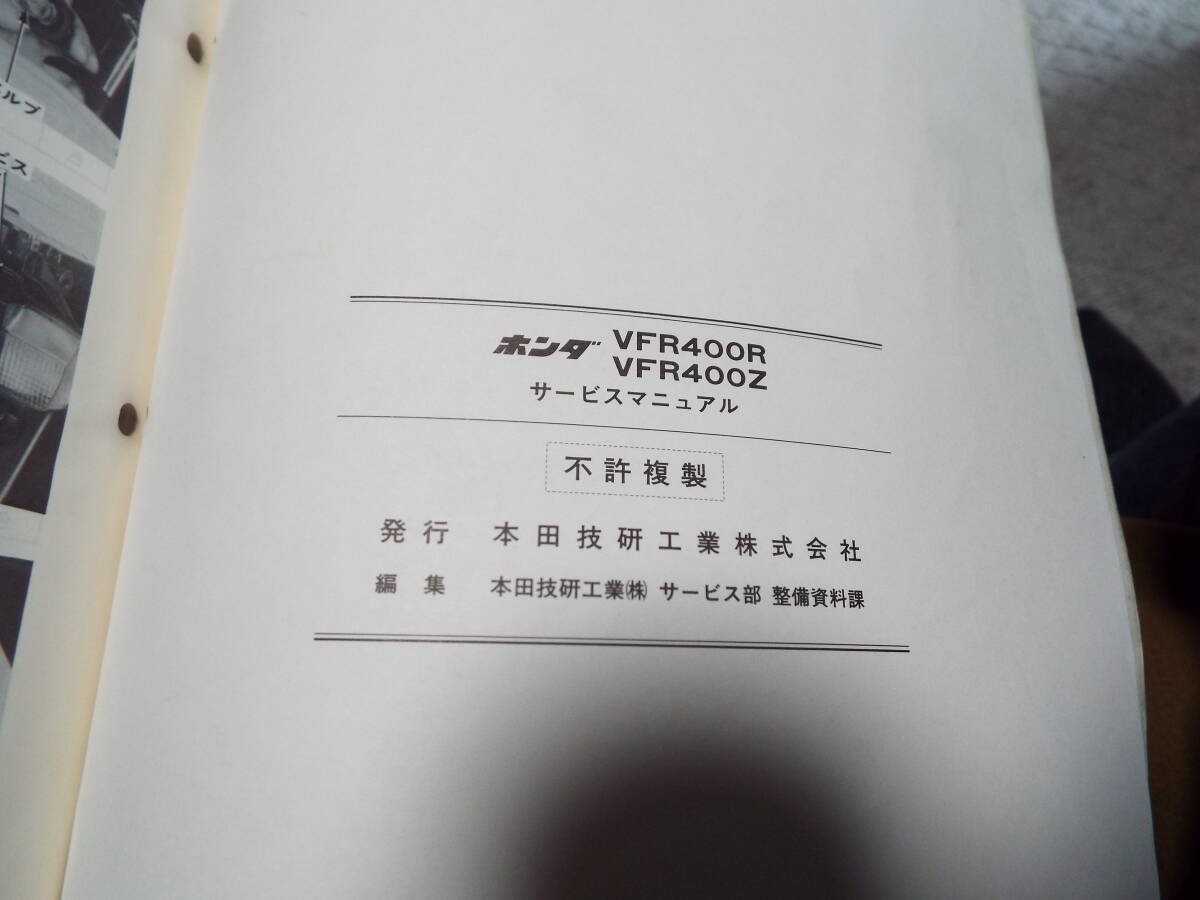 ルブ
ビス
ホンダ VFR400R
VFR400Z
サービスマニュアル
不許複製
発行 本田技研工業株式会社
編集 本田技研工業㈱ サービス部 整備資料課